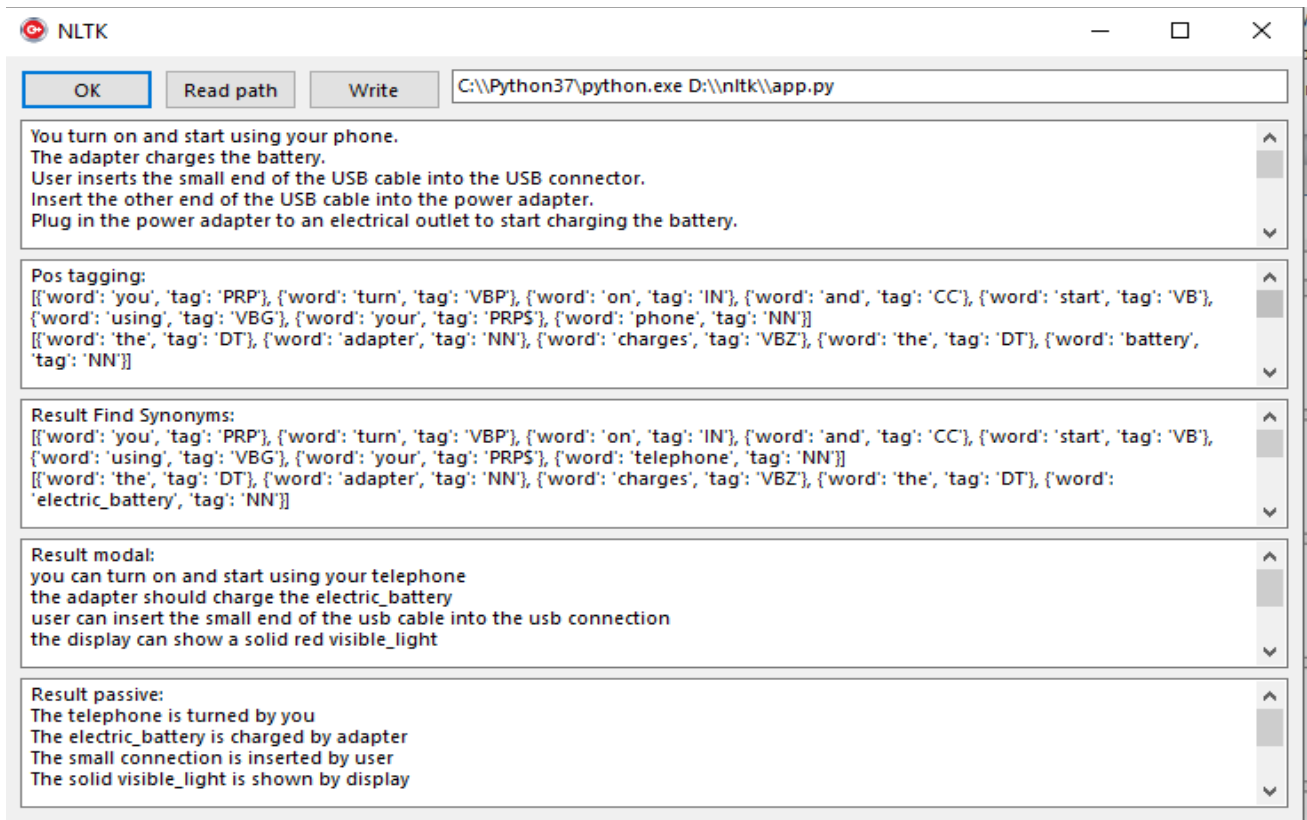 NLTK
OK Read path Write C:\\Python37\python.exe D:\\nltk\\app.py
You turn on and start using your phone.
The adapter charges the battery.
User inserts the small end of the USB cable into the USB connector.
Insert the other end of the USB cable into the power adapter.
Plug in the power adapter to an electrical outlet to start charging the battery.
Pos tagging:
[{'word': 'you', 'tag': 'PRP'}, {'word': 'turn', 'tag': 'VBP'}, {'word': 'on', 'tag': 'IN'}, {'word': 'and', 'tag': 'CC'}, {'word': 'start', 'tag': 'VB'},
{'word': 'using', 'tag': 'VBG'}, {'word': 'your', 'tag': 'PRP$'}, {'word': 'phone', 'tag': 'NN'}]
[{'word': 'the', 'tag': 'DT'}, {'word': 'adapter', 'tag': 'NN'}, {'word': 'charges', 'tag': 'VBZ'}, {'word': 'the', 'tag': 'DT'}, {'word': 'battery',
'tag': 'NN'}]
Result Find Synonyms:
[{'word': 'you', 'tag': 'PRP'}, {'word': 'turn', 'tag': 'VBP'}, {'word': 'on', 'tag': 'IN'}, {'word': 'and', 'tag': 'CC'}, {'word': 'start', 'tag': 'VB'},
{'word': 'using', 'tag': 'VBG'}, {'word': 'your', 'tag': 'PRP$'}, {'word': 'telephone', 'tag': 'NN'}]
[{'word': 'the', 'tag': 'DT'}, {'word': 'adapter', 'tag': 'NN'}, {'word': 'charges', 'tag': 'VBZ'}, {'word': 'the', 'tag': 'DT'}, {'word':
'electric_battery', 'tag': 'NN'}]
Result modal:
you can turn on and start using your telephone
the adapter should charge the electric_battery
user can insert the small end of the usb cable into the usb connection
the display can show a solid red visible_light
Result passive:
The telephone is turned by you
The electric_battery is charged by adapter
The small connection is inserted by user
The solid visible_light is shown by display